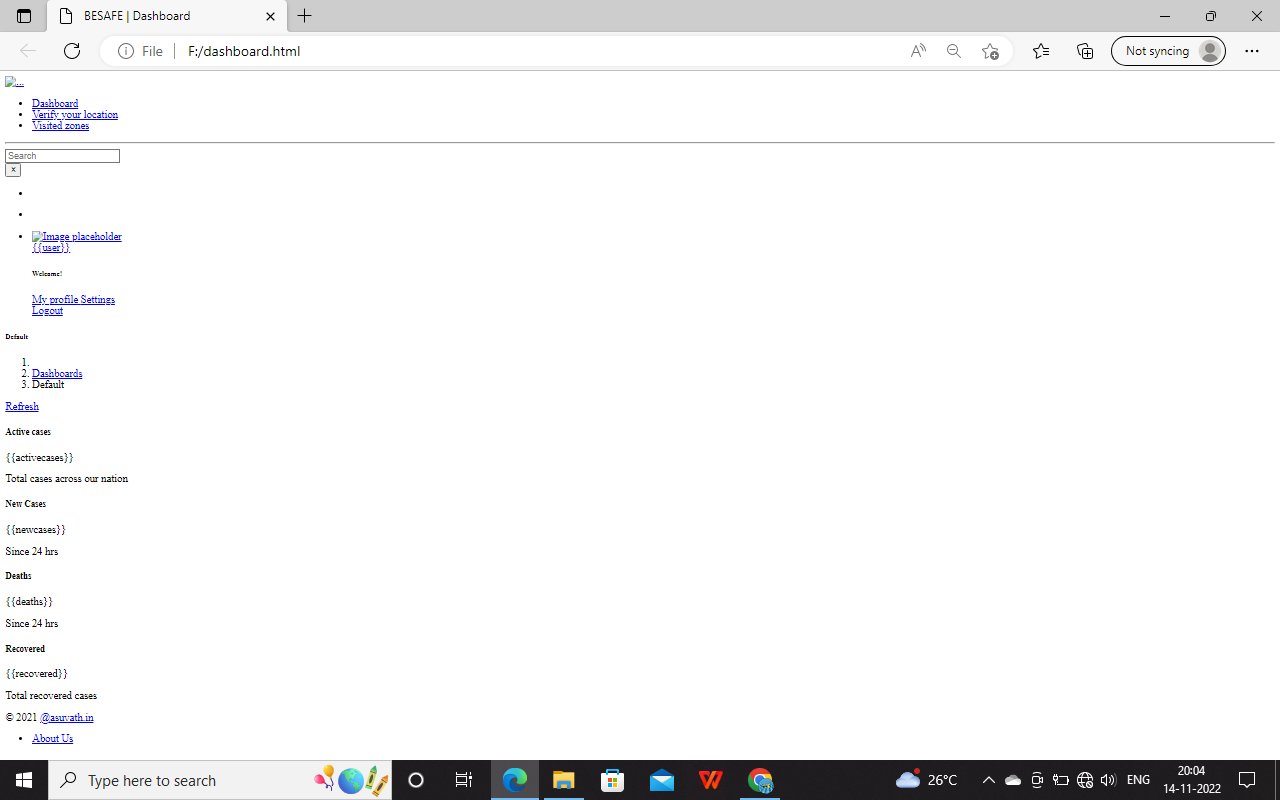 BESAFE | Dashboard
File
F:/dashboard.html
Not syncing
...
Dashboard
Verify your location
Visited zones
Search
×
Image placeholder
{{user}}
Welcome!
My profile Settings
Logout
Default
1.
2. Dashboards
3. Default
Refresh
Active cases
{{activecases}}
Total cases across our nation
New Cases
{{newcases}}
Since 24 hrs
Deaths
{{deaths}}
Since 24 hrs
Recovered
{{recovered}}
Total recovered cases
© 2021 @asuvath.in
About Us
Type here to search
26°C
ENG
20:04
14-11-2022